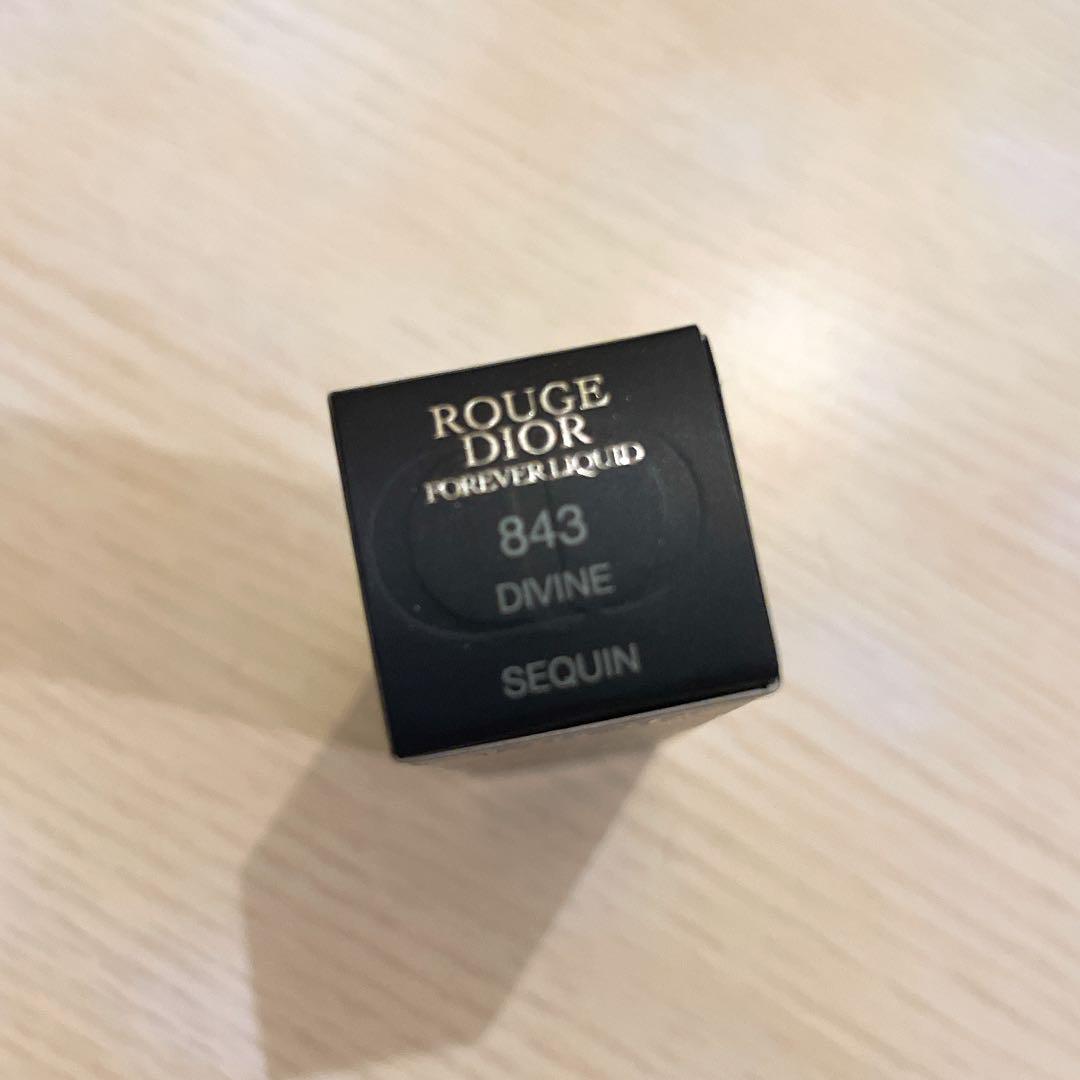 ROUGE
DIOR
FOREVER LIQUID
843
DIVINE
SEQUIN